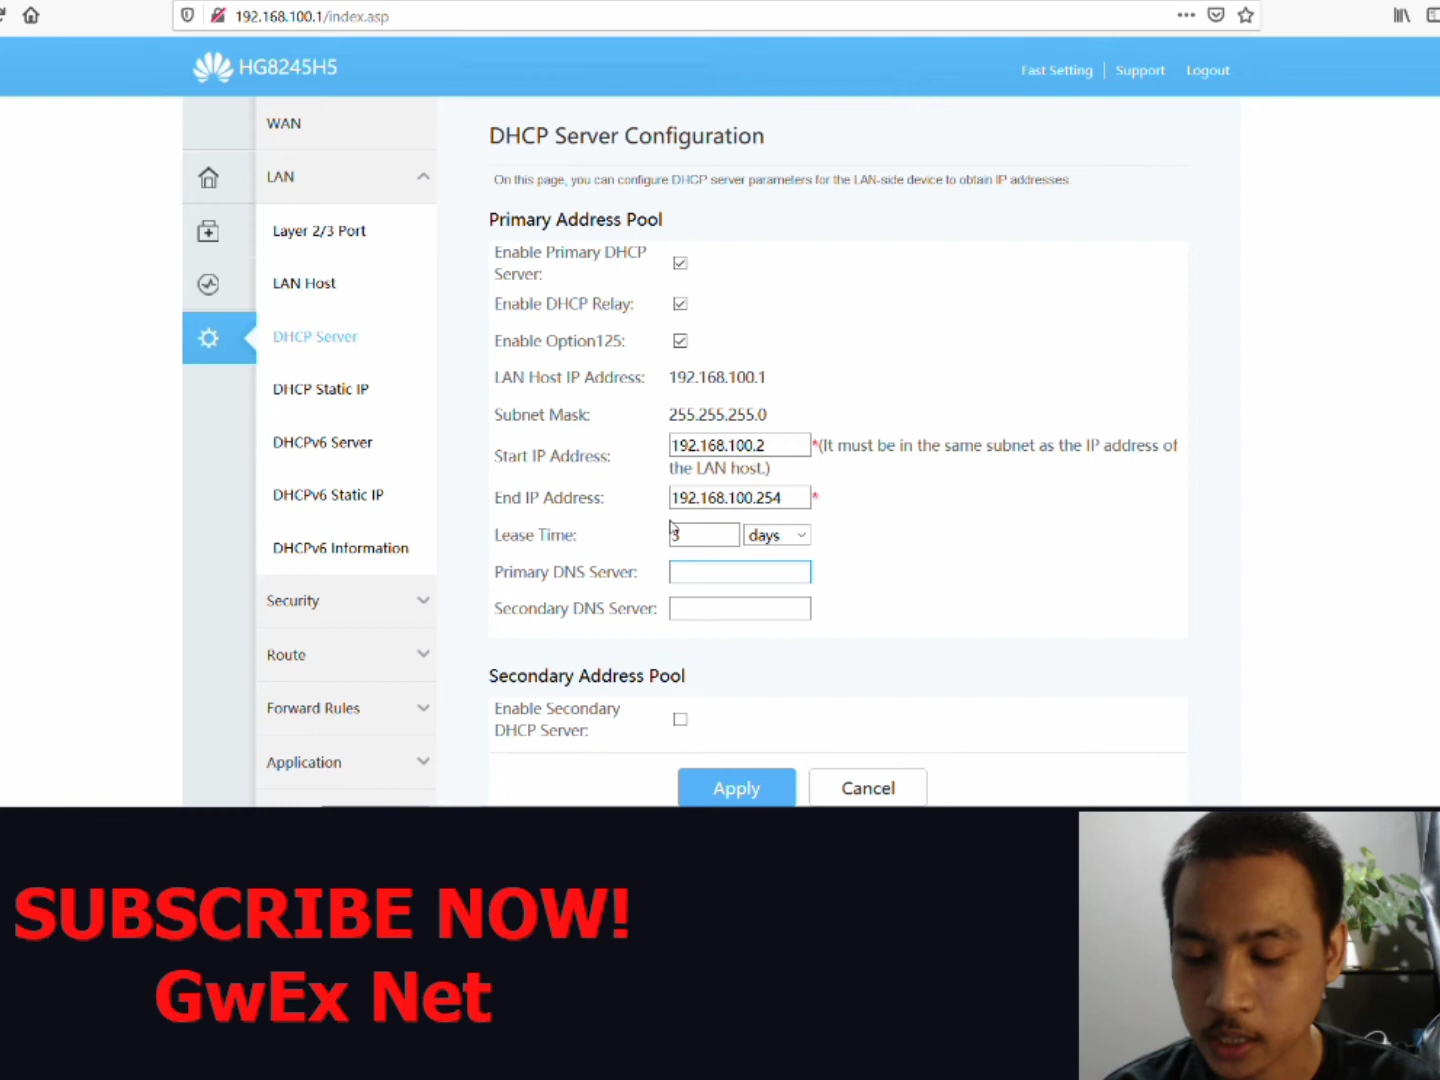 192.168.100.1/index.asp
HG8245H5
Fast Setting
Support
Logout
WAN
LAN
Layer 2/3 Port
LAN Host
DHCP Server
DHCP Static IP
DHCPv6 Server
DHCPv6 Static IP
DHCPv6 Information
Security
Route
Forward Rules
Application
DHCP Server Configuration
On this page, you can configure DHCP server parameters for the LAN-side device to obtain IP addresses.
Primary Address Pool
Enable Primary DHCP
Server:
Enable DHCP Relay:
Enable Option125:
LAN Host IP Address: 192.168.100.1
Subnet Mask: 255.255.255.0
Start IP Address: 192.168.100.2 *(It must be in the same subnet as the IP address of
the LAN host.)
End IP Address: 192.168.100.254 *
Lease Time: 3 days
Primary DNS Server:
Secondary DNS Server:
Secondary Address Pool
Enable Secondary
DHCP Server:
Apply
Cancel
SUBSCRIBE NOW!
GwEx Net